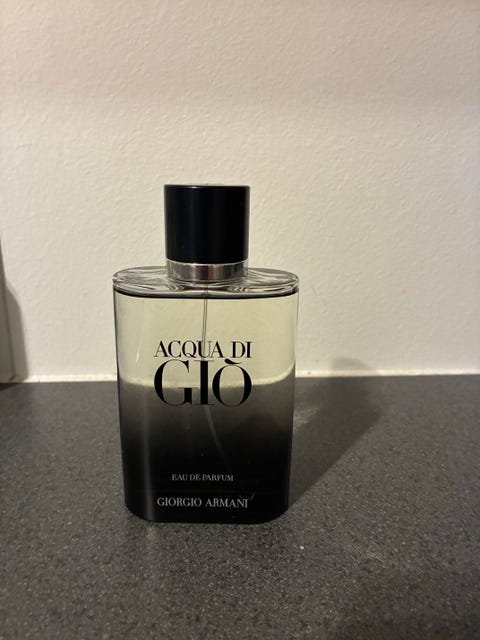 ACQUA DI
GIÒ
EAU DE PARFUM
GIORGIO ARMANI